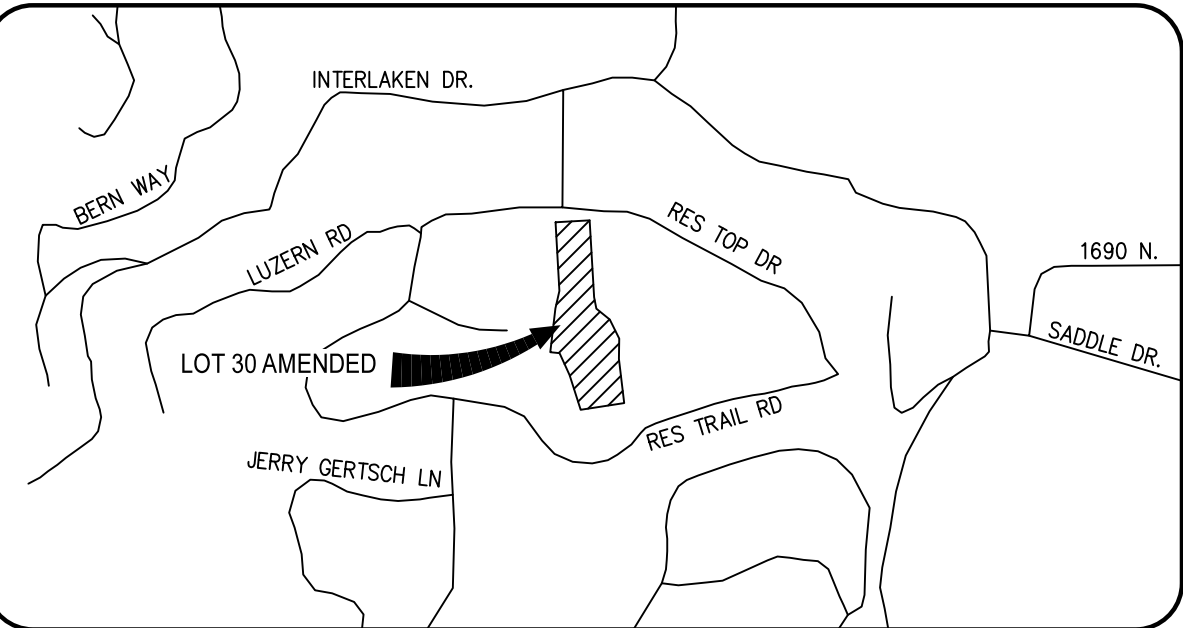 INTERLAKEN DR.
BERN WAY
LUZERN RD
RES TOP DR
1690 N.
SADDLE DR.
LOT 30 AMENDED
RES TRAIL RD
JERRY GERTSCH LN